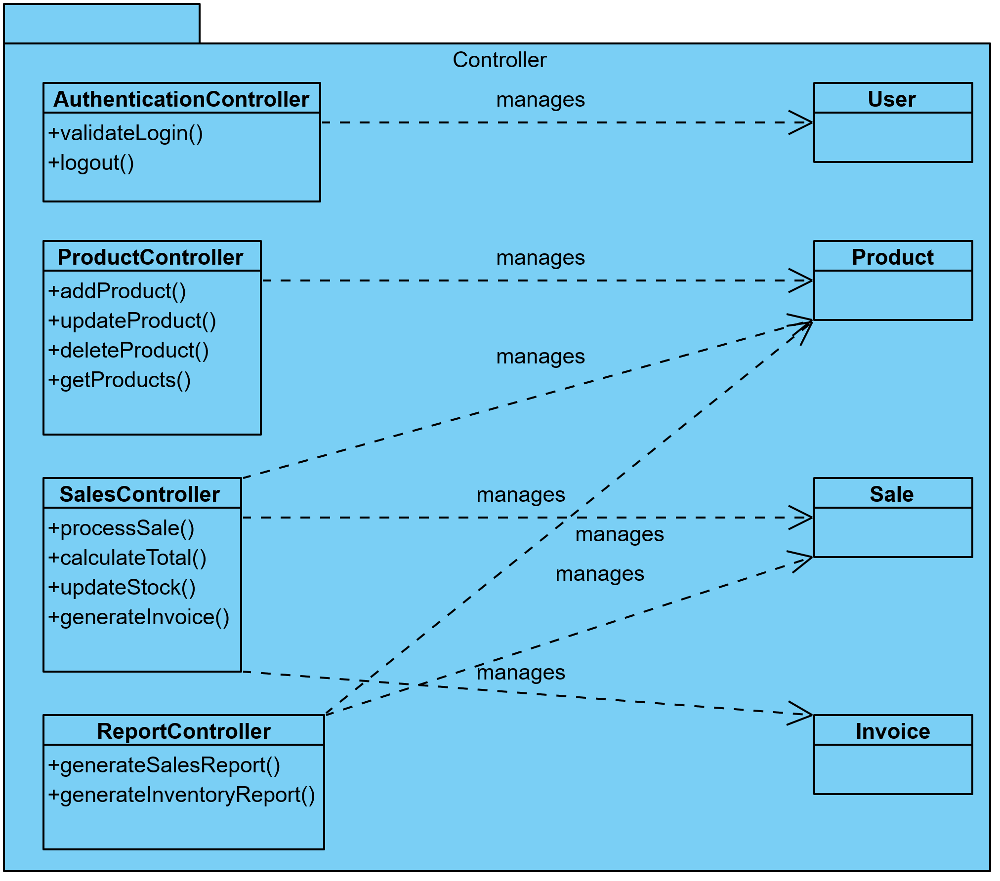 Controller
AuthenticationController
+validateLogin()
+logout()
manages
User
ProductController
+addProduct()
+updateProduct()
+deleteProduct()
+getProducts()
manages
Product
manages
SalesController
+processSale()
+calculateTotal()
+updateStock()
+generateInvoice()
manages
Sale
manages
manages
manages
ReportController
+generateSalesReport()
+generateInventoryReport()
Invoice